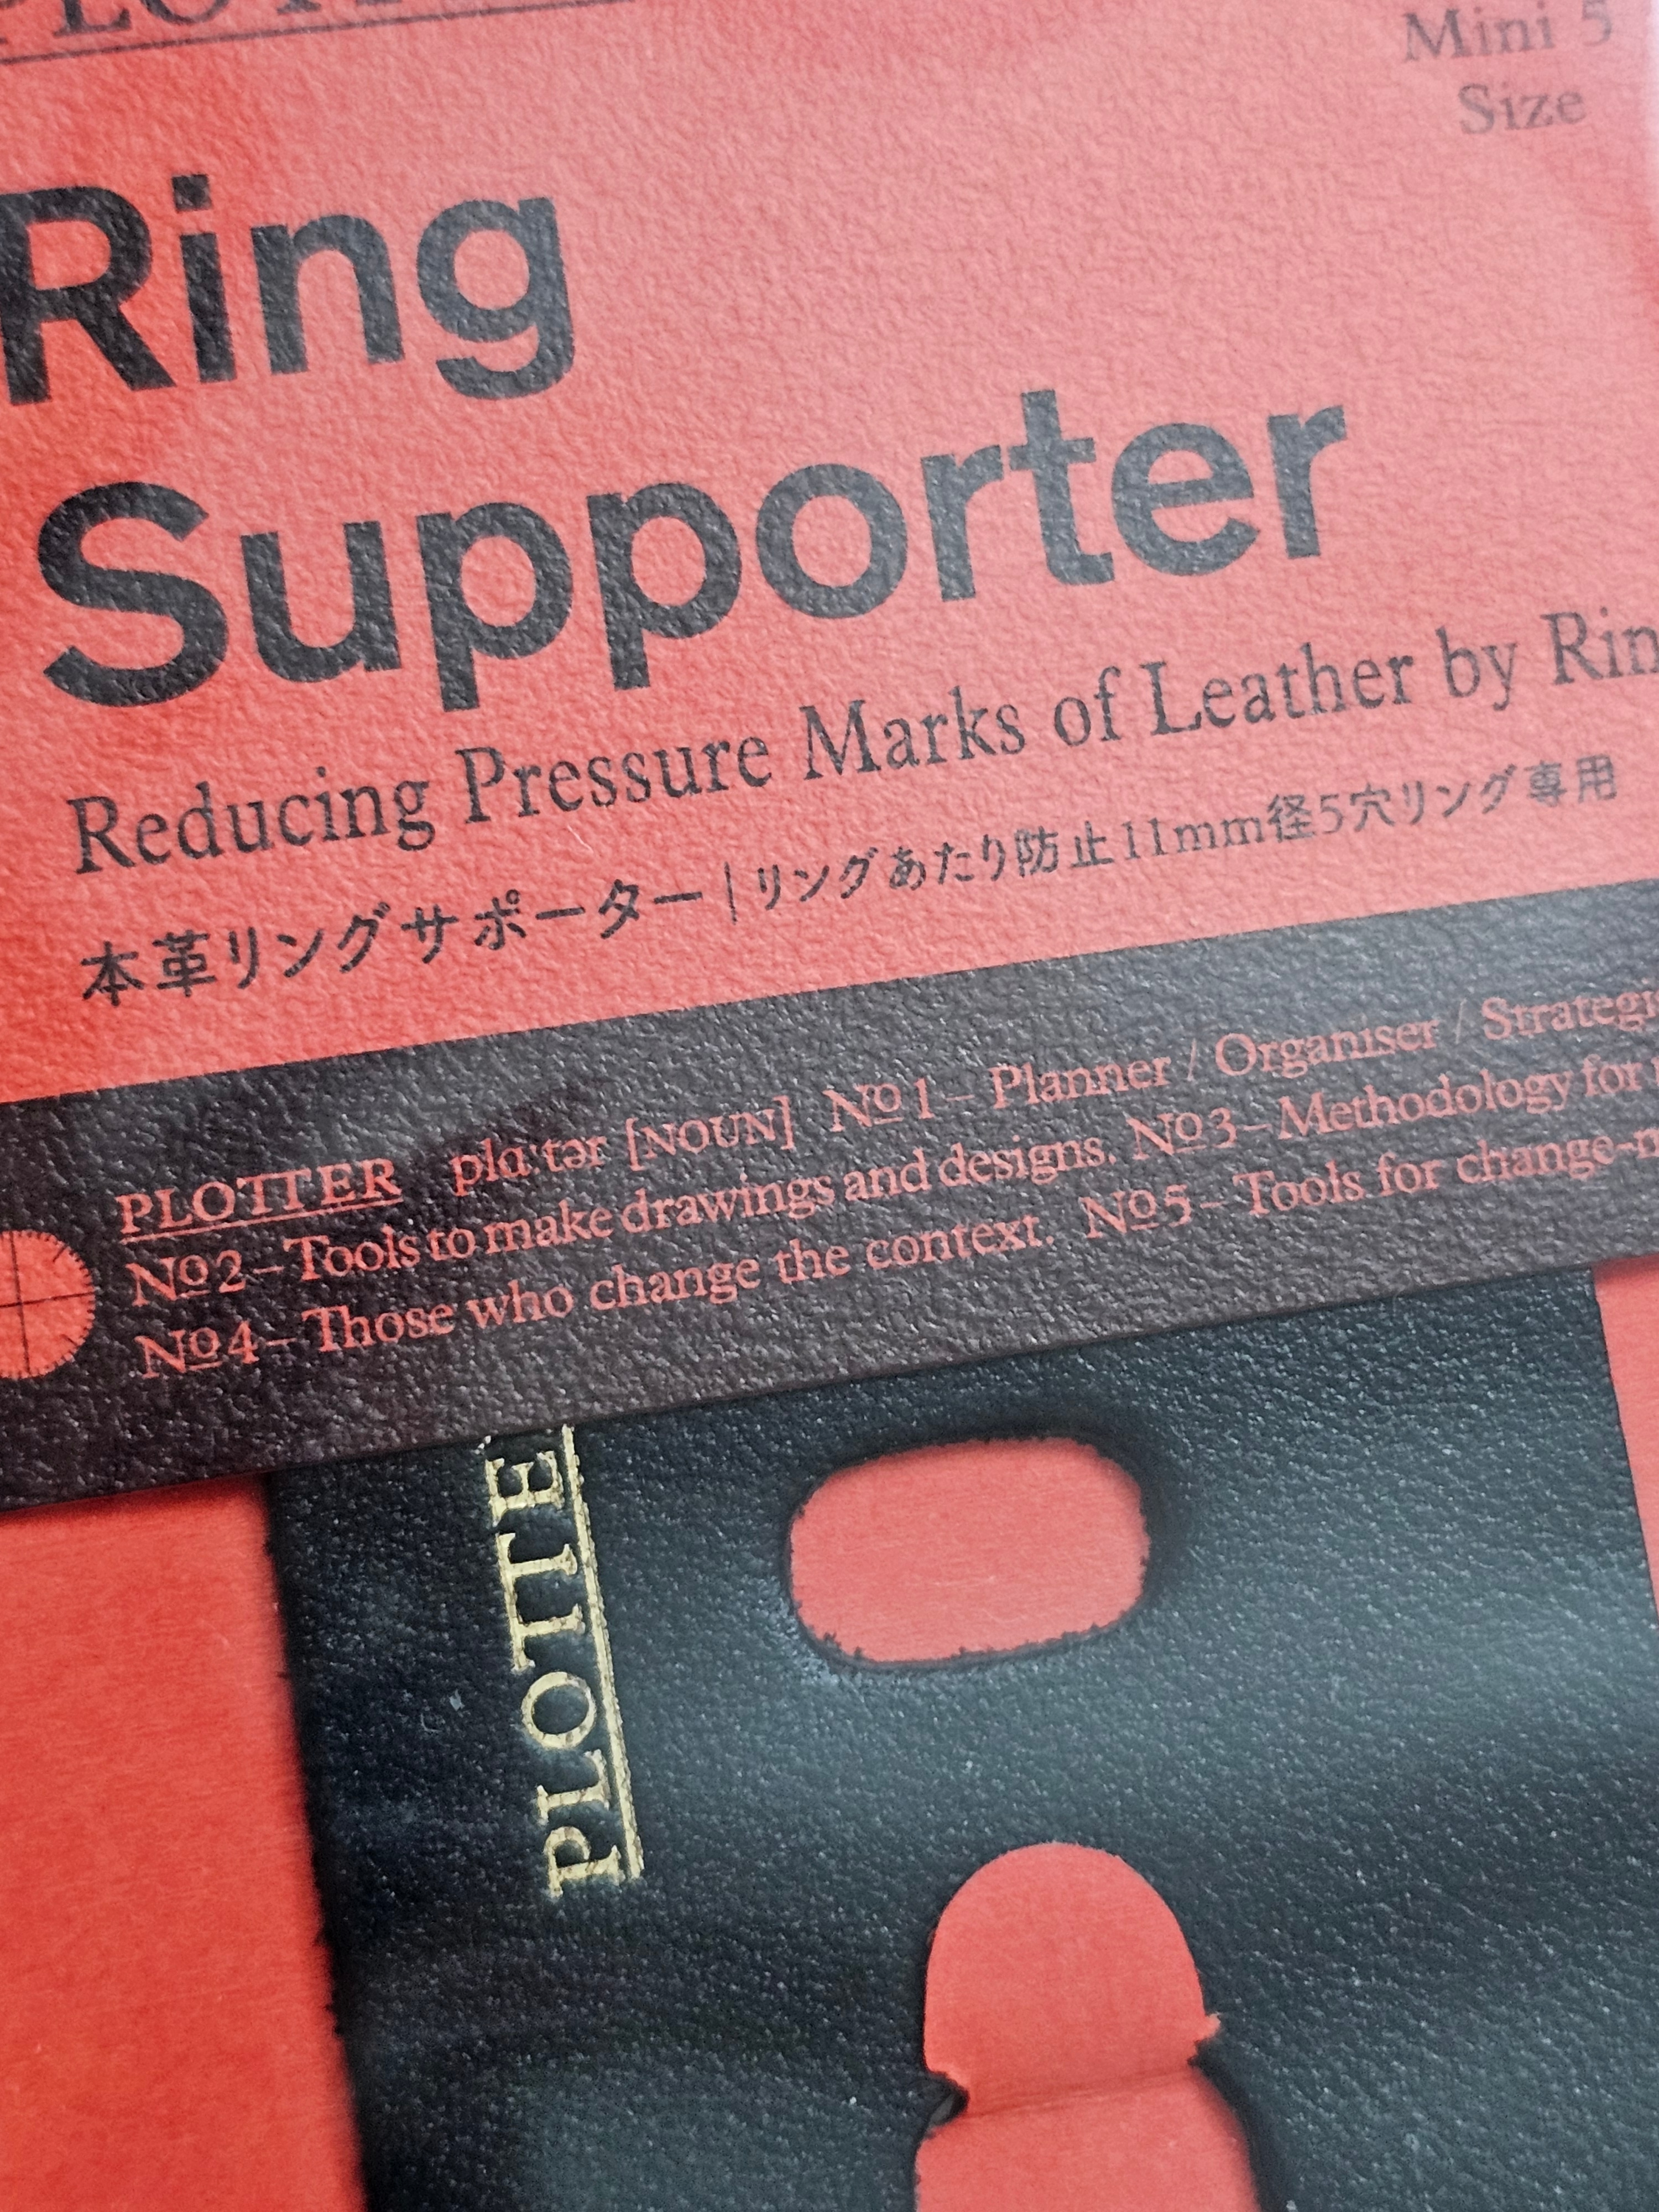 Mini 5
Size
Ring
Supporter
Reducing Pressure Marks of Leather by
本革リングサポーター|リングあたり防止11mm径5穴リング専用
PLOTTER plɑ'tər [NOUN] №1– Planner / Organiser /
№2– Tools to make drawings and designs. №3– Methodology for
№4– Those who change the context. №5– Tools for
PLOTTE